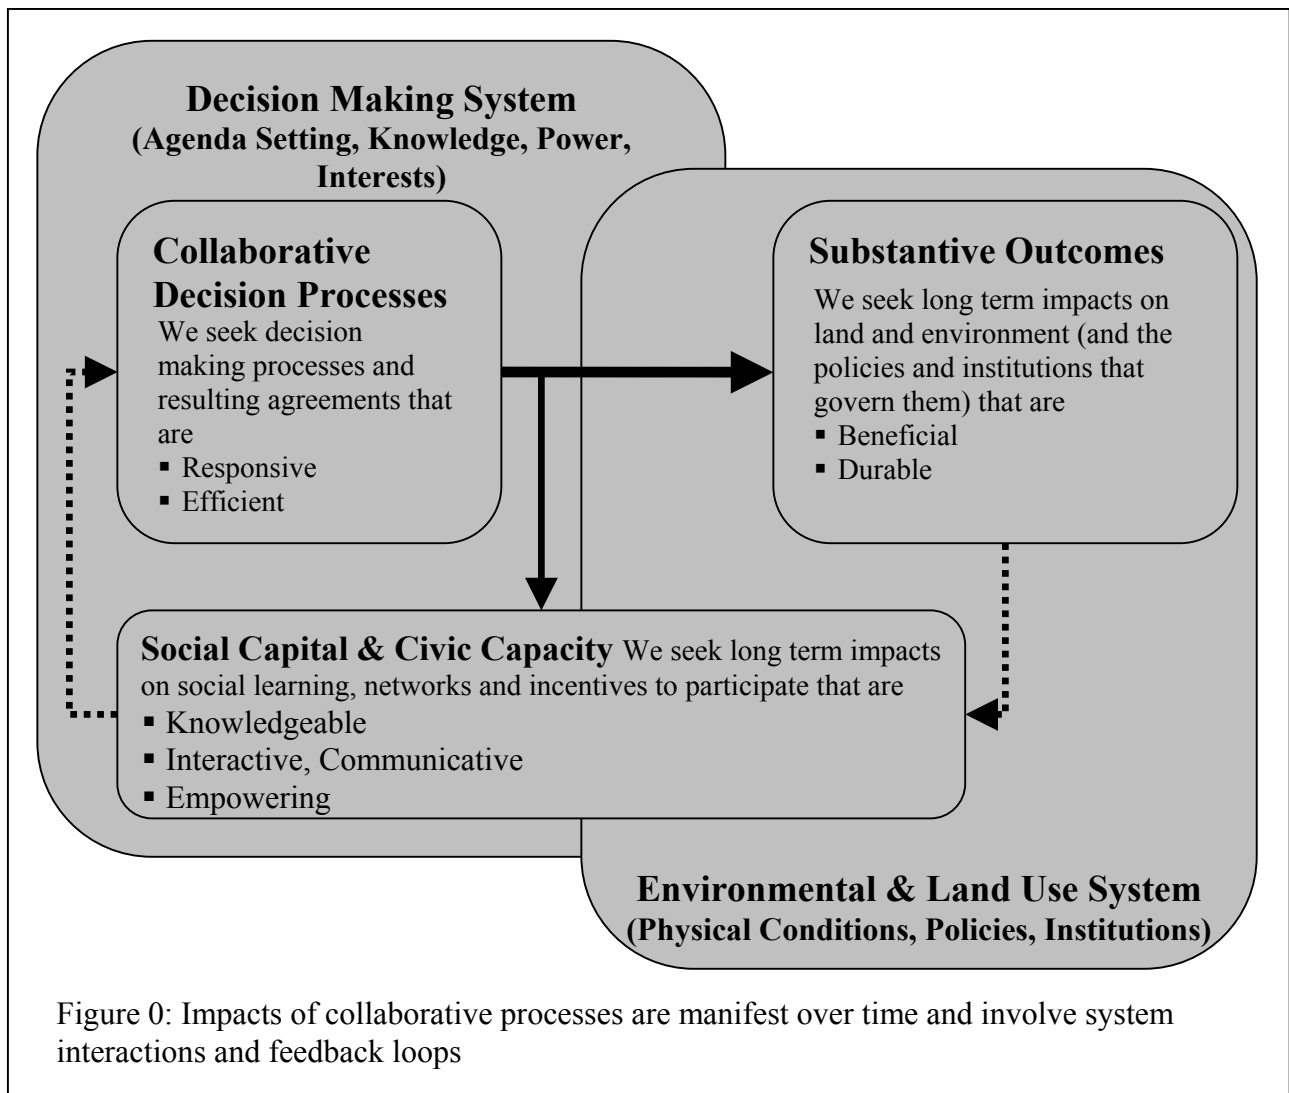 Decision Making System
(Agenda Setting, Knowledge, Power,
Interests)
Collaborative
Decision Processes
We seek decision
making processes and
resulting agreements that
are
▪ Responsive
▪ Efficient
Substantive Outcomes
We seek long term impacts on
land and environment (and the
policies and institutions that
govern them) that are
▪ Beneficial
▪ Durable
Social Capital & Civic Capacity We seek long term impacts
on social learning, networks and incentives to participate that are
▪ Knowledgeable
▪ Interactive, Communicative
▪ Empowering
Environmental & Land Use System
(Physical Conditions, Policies, Institutions)
Figure 0: Impacts of collaborative processes are manifest over time and involve system
interactions and feedback loops